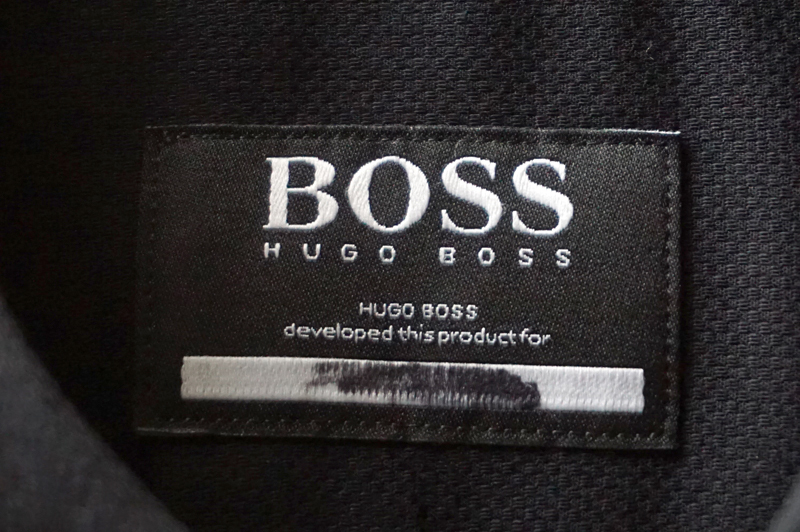 BOSS
HUGO BOSS
HUGO BOSS
developed this product for